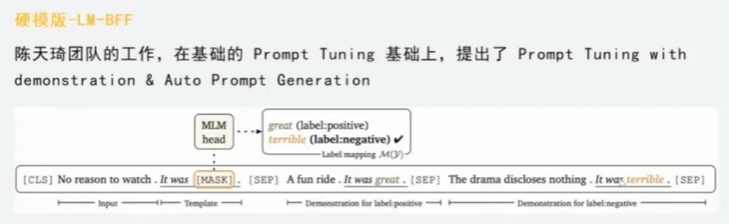 硬模版-LM-BFF
陈天琦团队的工作，在基础的 Prompt Tuning 基础上，提出了 Prompt Tuning with
demonstration & Auto Prompt Generation
MLM
head
great (label:positive)
terrible (label:negative) ✔
Label mapping M(Y)
[CLS] No reason to watch . It was [MASK] . [SEP] A fun ride . It was great . [SEP] The drama discloses nothing . It was terrible . [SEP]
Input
Template
Demonstration for label:positive
Demonstration for label:negative